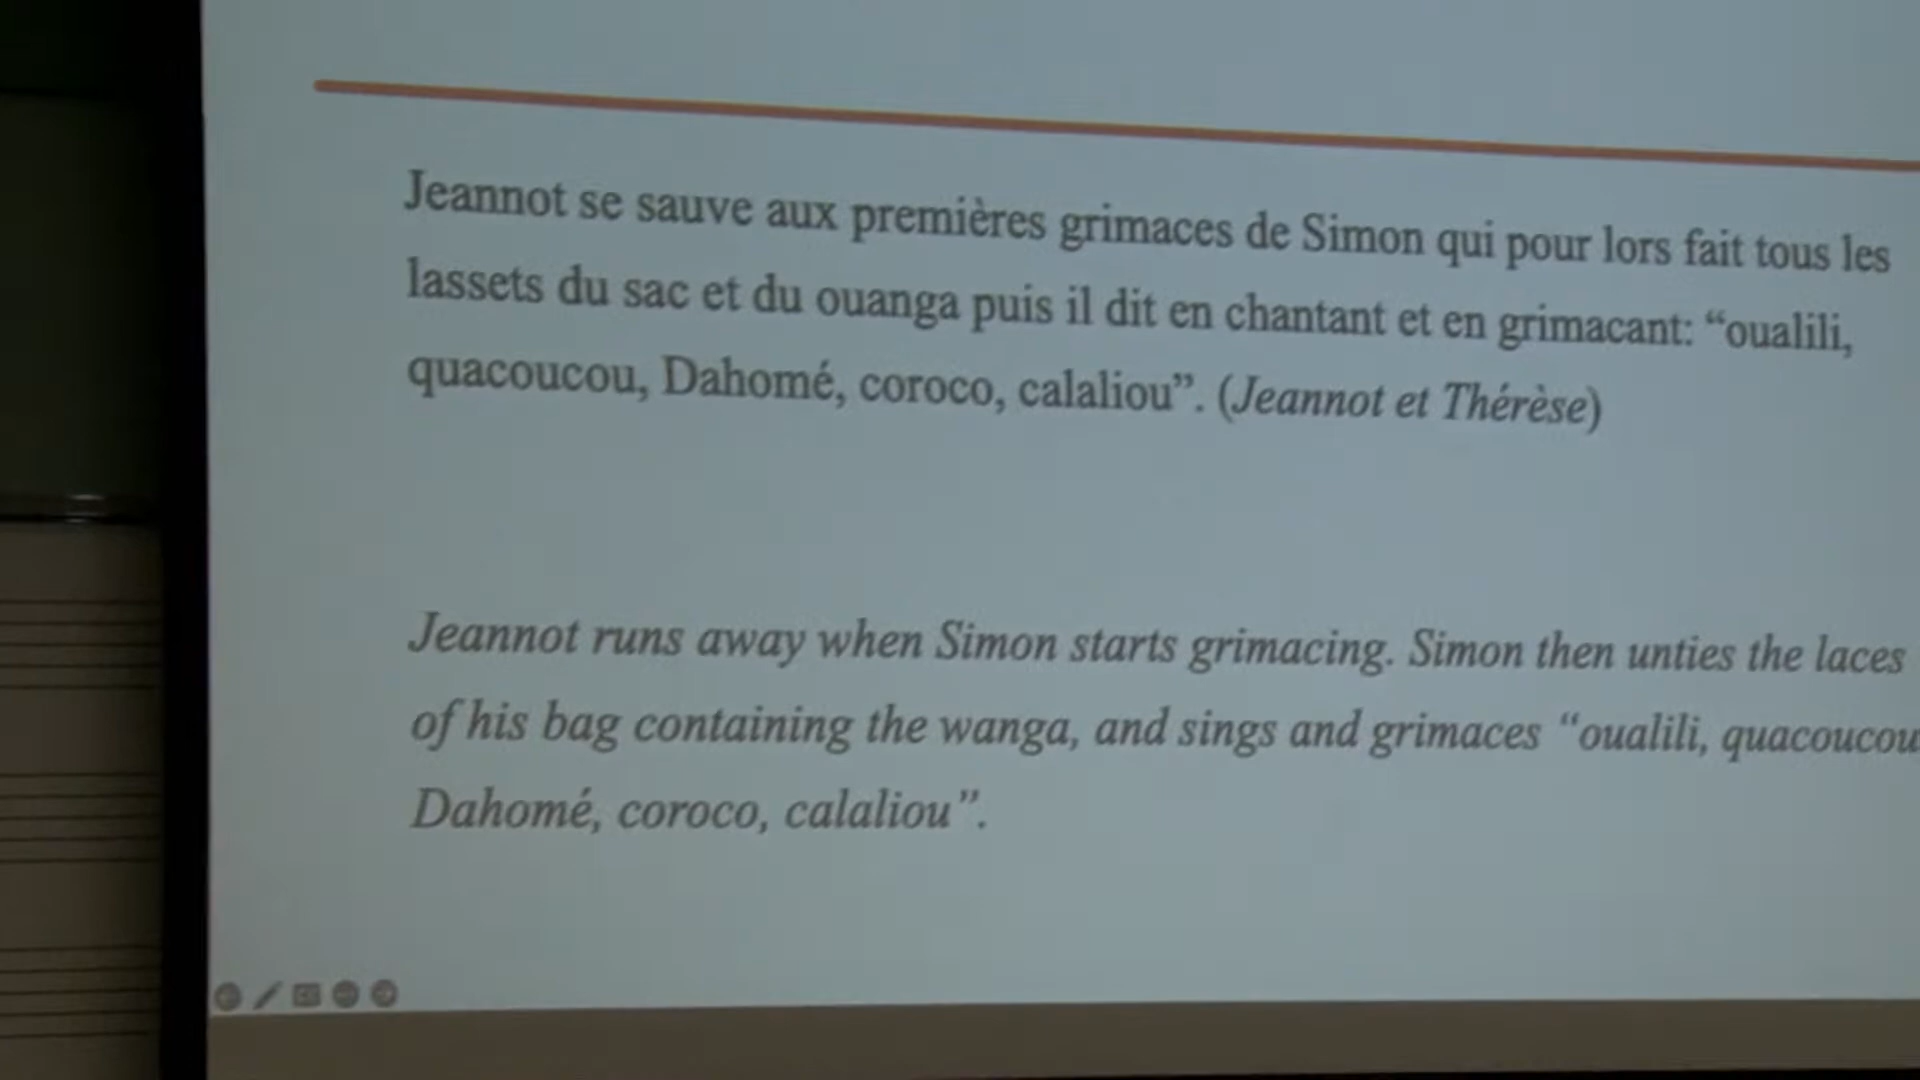 Jeannot se sauve aux premières grimaces de Simon qui pour lors fait tous les
lassets du sac et du ouanga puis il dit en chantant et en grimacant: “oualili,
quacoucou, Dahomé, coroco, calaliou”. (Jeannot et Thérèse)
Jeannot runs away when Simon starts grimacing. Simon then unties the laces
of his bag containing the wanga, and sings and grimaces “oualili, quacoucou
Dahomé, coroco, calaliou”.